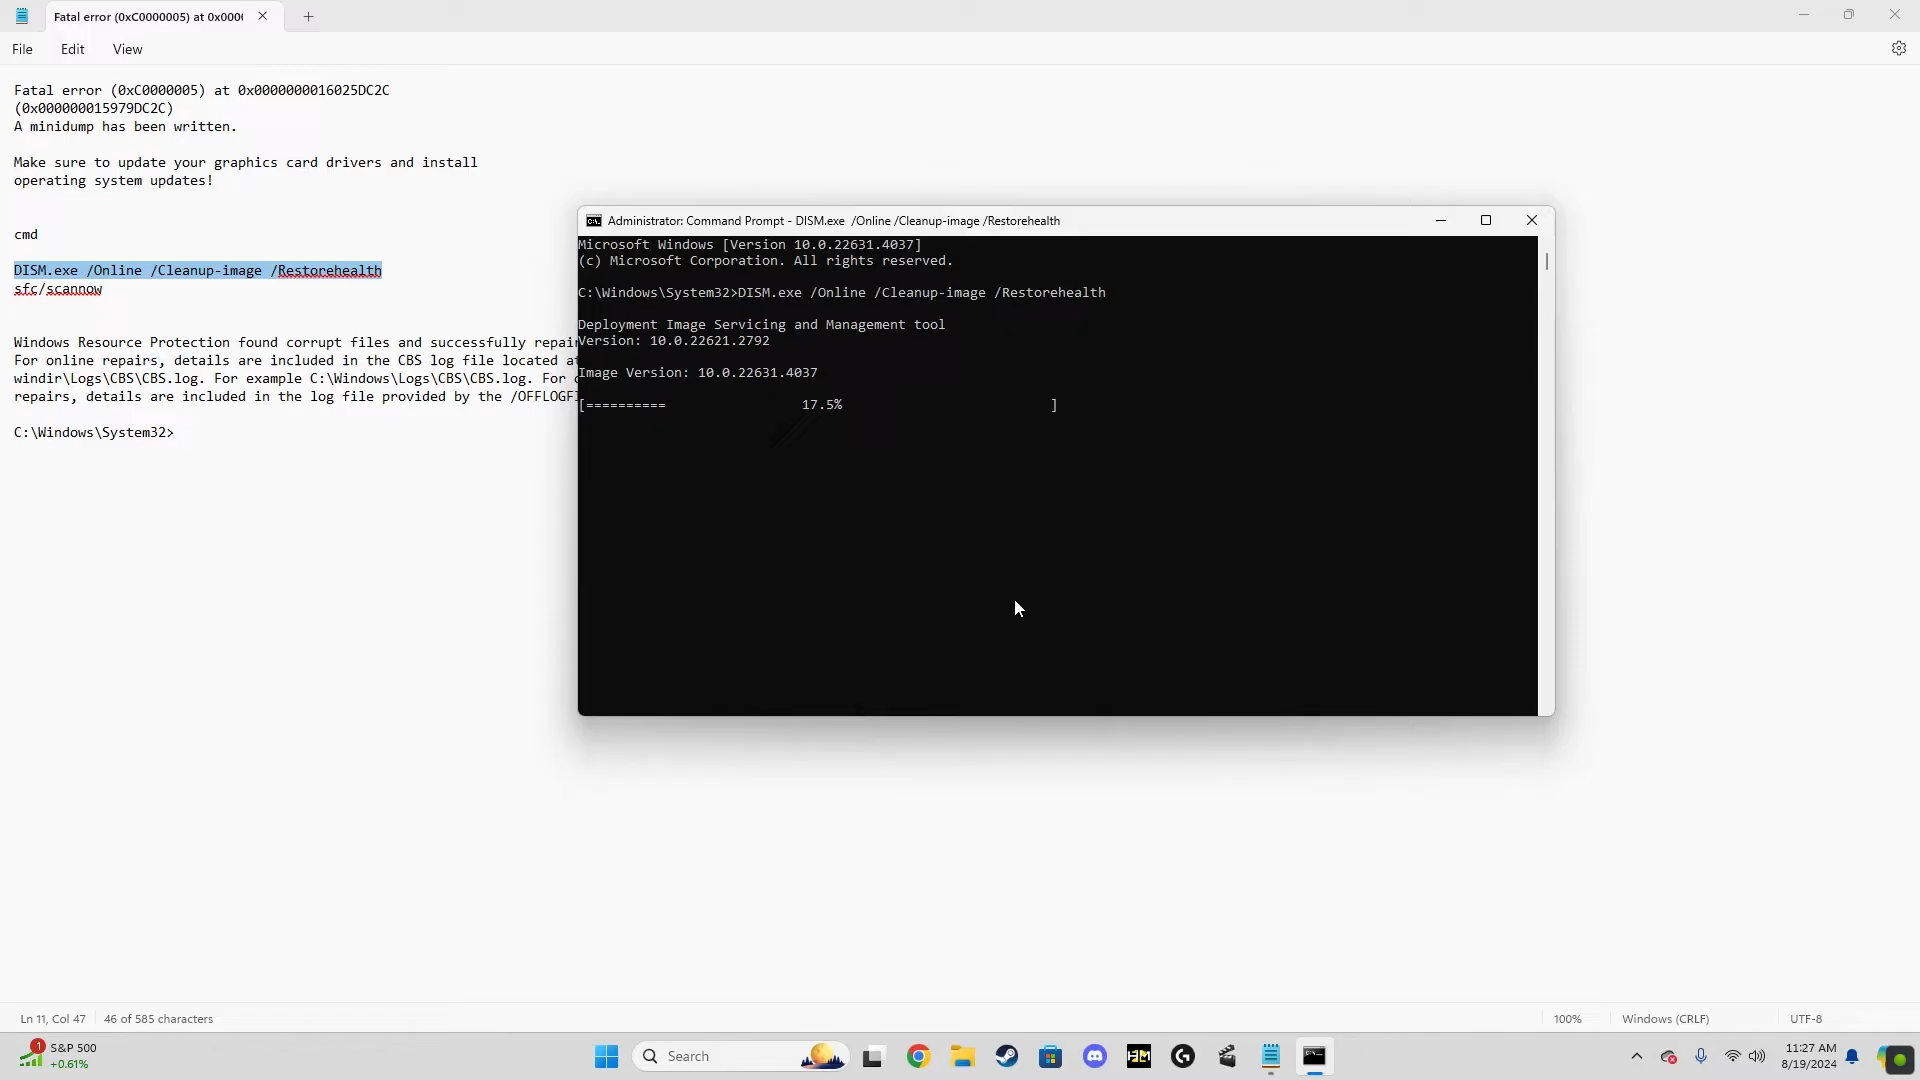 Fatal error (0xC0000005) at 0x000(
File
Edit
View
Fatal error (0xC0000005) at 0x0000000016025DC2C
(0x000000015979DC2C)
A minidump has been written.
Make sure to update your graphics card drivers and install
operating system updates!
cmd
DISM.exe /Online /Cleanup-image /Restorehealth
sfc/scannow
Windows Resource Protection found corrupt files and successfully repai
For online repairs, details are included in the CBS log file located a
windir\Logs\CBS\CBS.log. For example C:\Windows\Logs\CBS\CBS.log. For
repairs, details are included in the log file provided by the /OFFLOGF
C:\Windows\System32>
Administrator: Command Prompt - DISM.exe /Online /Cleanup-image /Restorehealth
Microsoft Windows [Version 10.0.22631.4037]
(c) Microsoft Corporation. All rights reserved.
C:\Windows\System32>DISM.exe /Online /Cleanup-image /Restorehealth
Deployment Image Servicing and Management tool
Version: 10.0.22621.2792
Image Version: 10.0.22631.4037
[========== 17.5% ]
Ln 11, Col 47
46 of 585 characters
100%
Windows (CRLF)
UTF-8
1
S&P 500
+0.61%
Search
HM
11:27 AM
8/19/2024